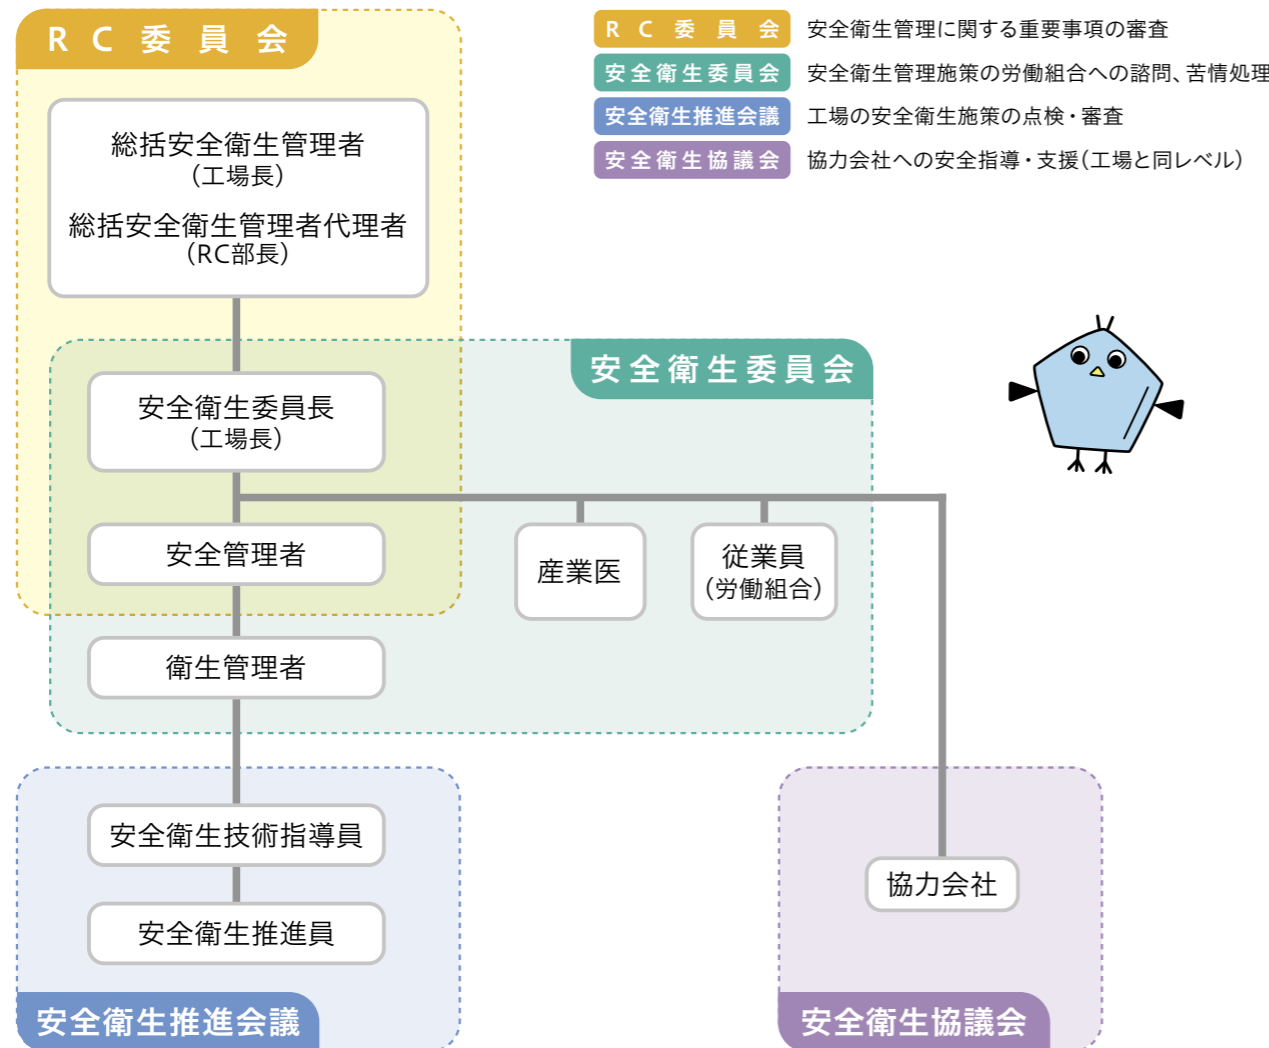 RC委員会
総括安全衛生管理者
(工場長)
総括安全衛生管理者代理者
(RC部長)
RC委員会 安全衛生管理に関する重要事項の審査
安全衛生委員会 安全衛生管理施策の労働組合への諮問、苦情処理
安全衛生推進会議 工場の安全衛生施策の点検・審査
安全衛生協議会 協力会社への安全指導・支援(工場と同レベル)
安全衛生委員会
安全衛生委員長
(工場長)
安全管理者
産業医
従業員
(労働組合)
衛生管理者
安全衛生技術指導員
安全衛生推進員
安全衛生推進会議
協力会社
安全衛生協議会